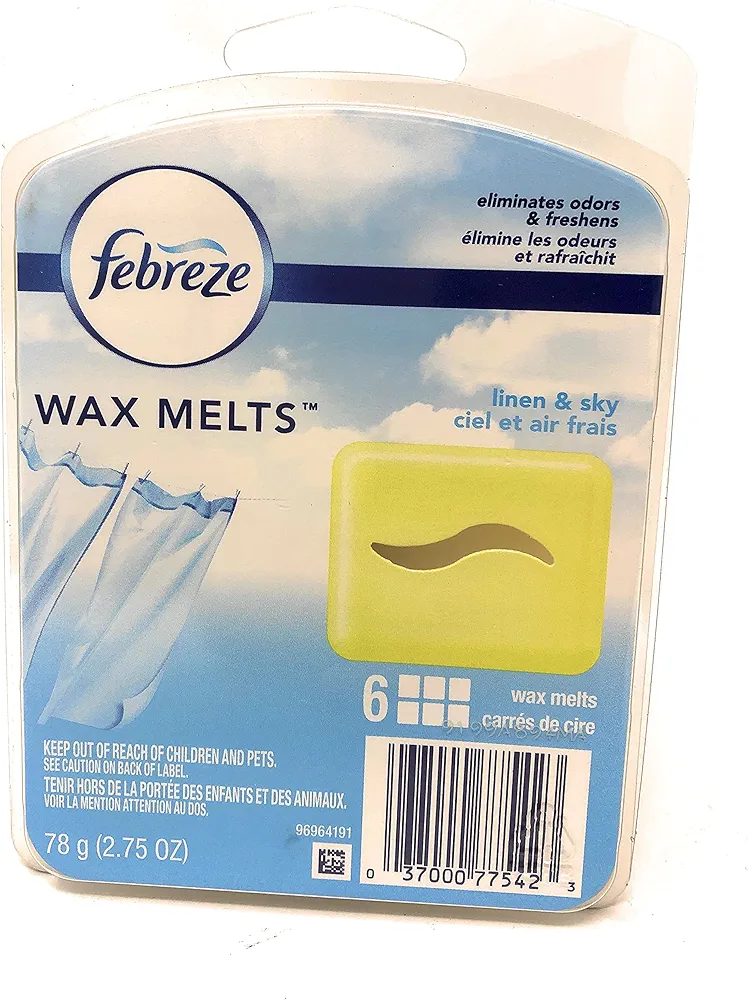 febreze
eliminates odors
& freshens
élimine les odeurs
et rafraîchit
WAX MELTS™
linen & sky
ciel et air frais
6
wax melts
carrés de cire
KEEP OUT OF REACH OF CHILDREN AND PETS.
SEE CAUTION ON BACK OF LABEL.
TENIR HORS DE LA PORTÉE DES ENFANTS ET DES ANIMAUX.
VOIR LA MENTION ATTENTION AU DOS.
78 g (2.75 OZ)
96964191
0 37000 77542 3